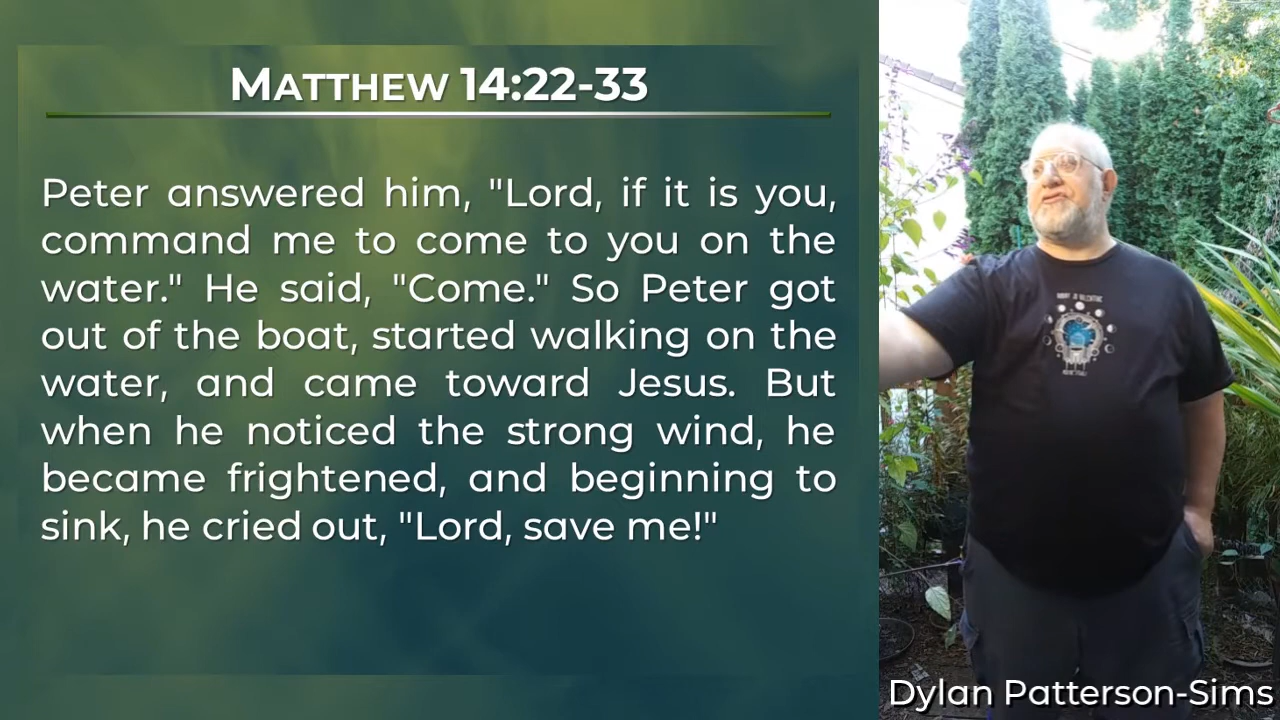 MATTHEW 14:22-33
Peter answered him, "Lord, if it is you,
command me to come to you on the
water." He said, "Come." So Peter got
out of the boat, started walking on the
water, and came toward Jesus. But
when he noticed the strong wind, he
became frightened, and beginning to
sink, he cried out, "Lord, save me!"
Dylan Patterson-Sims